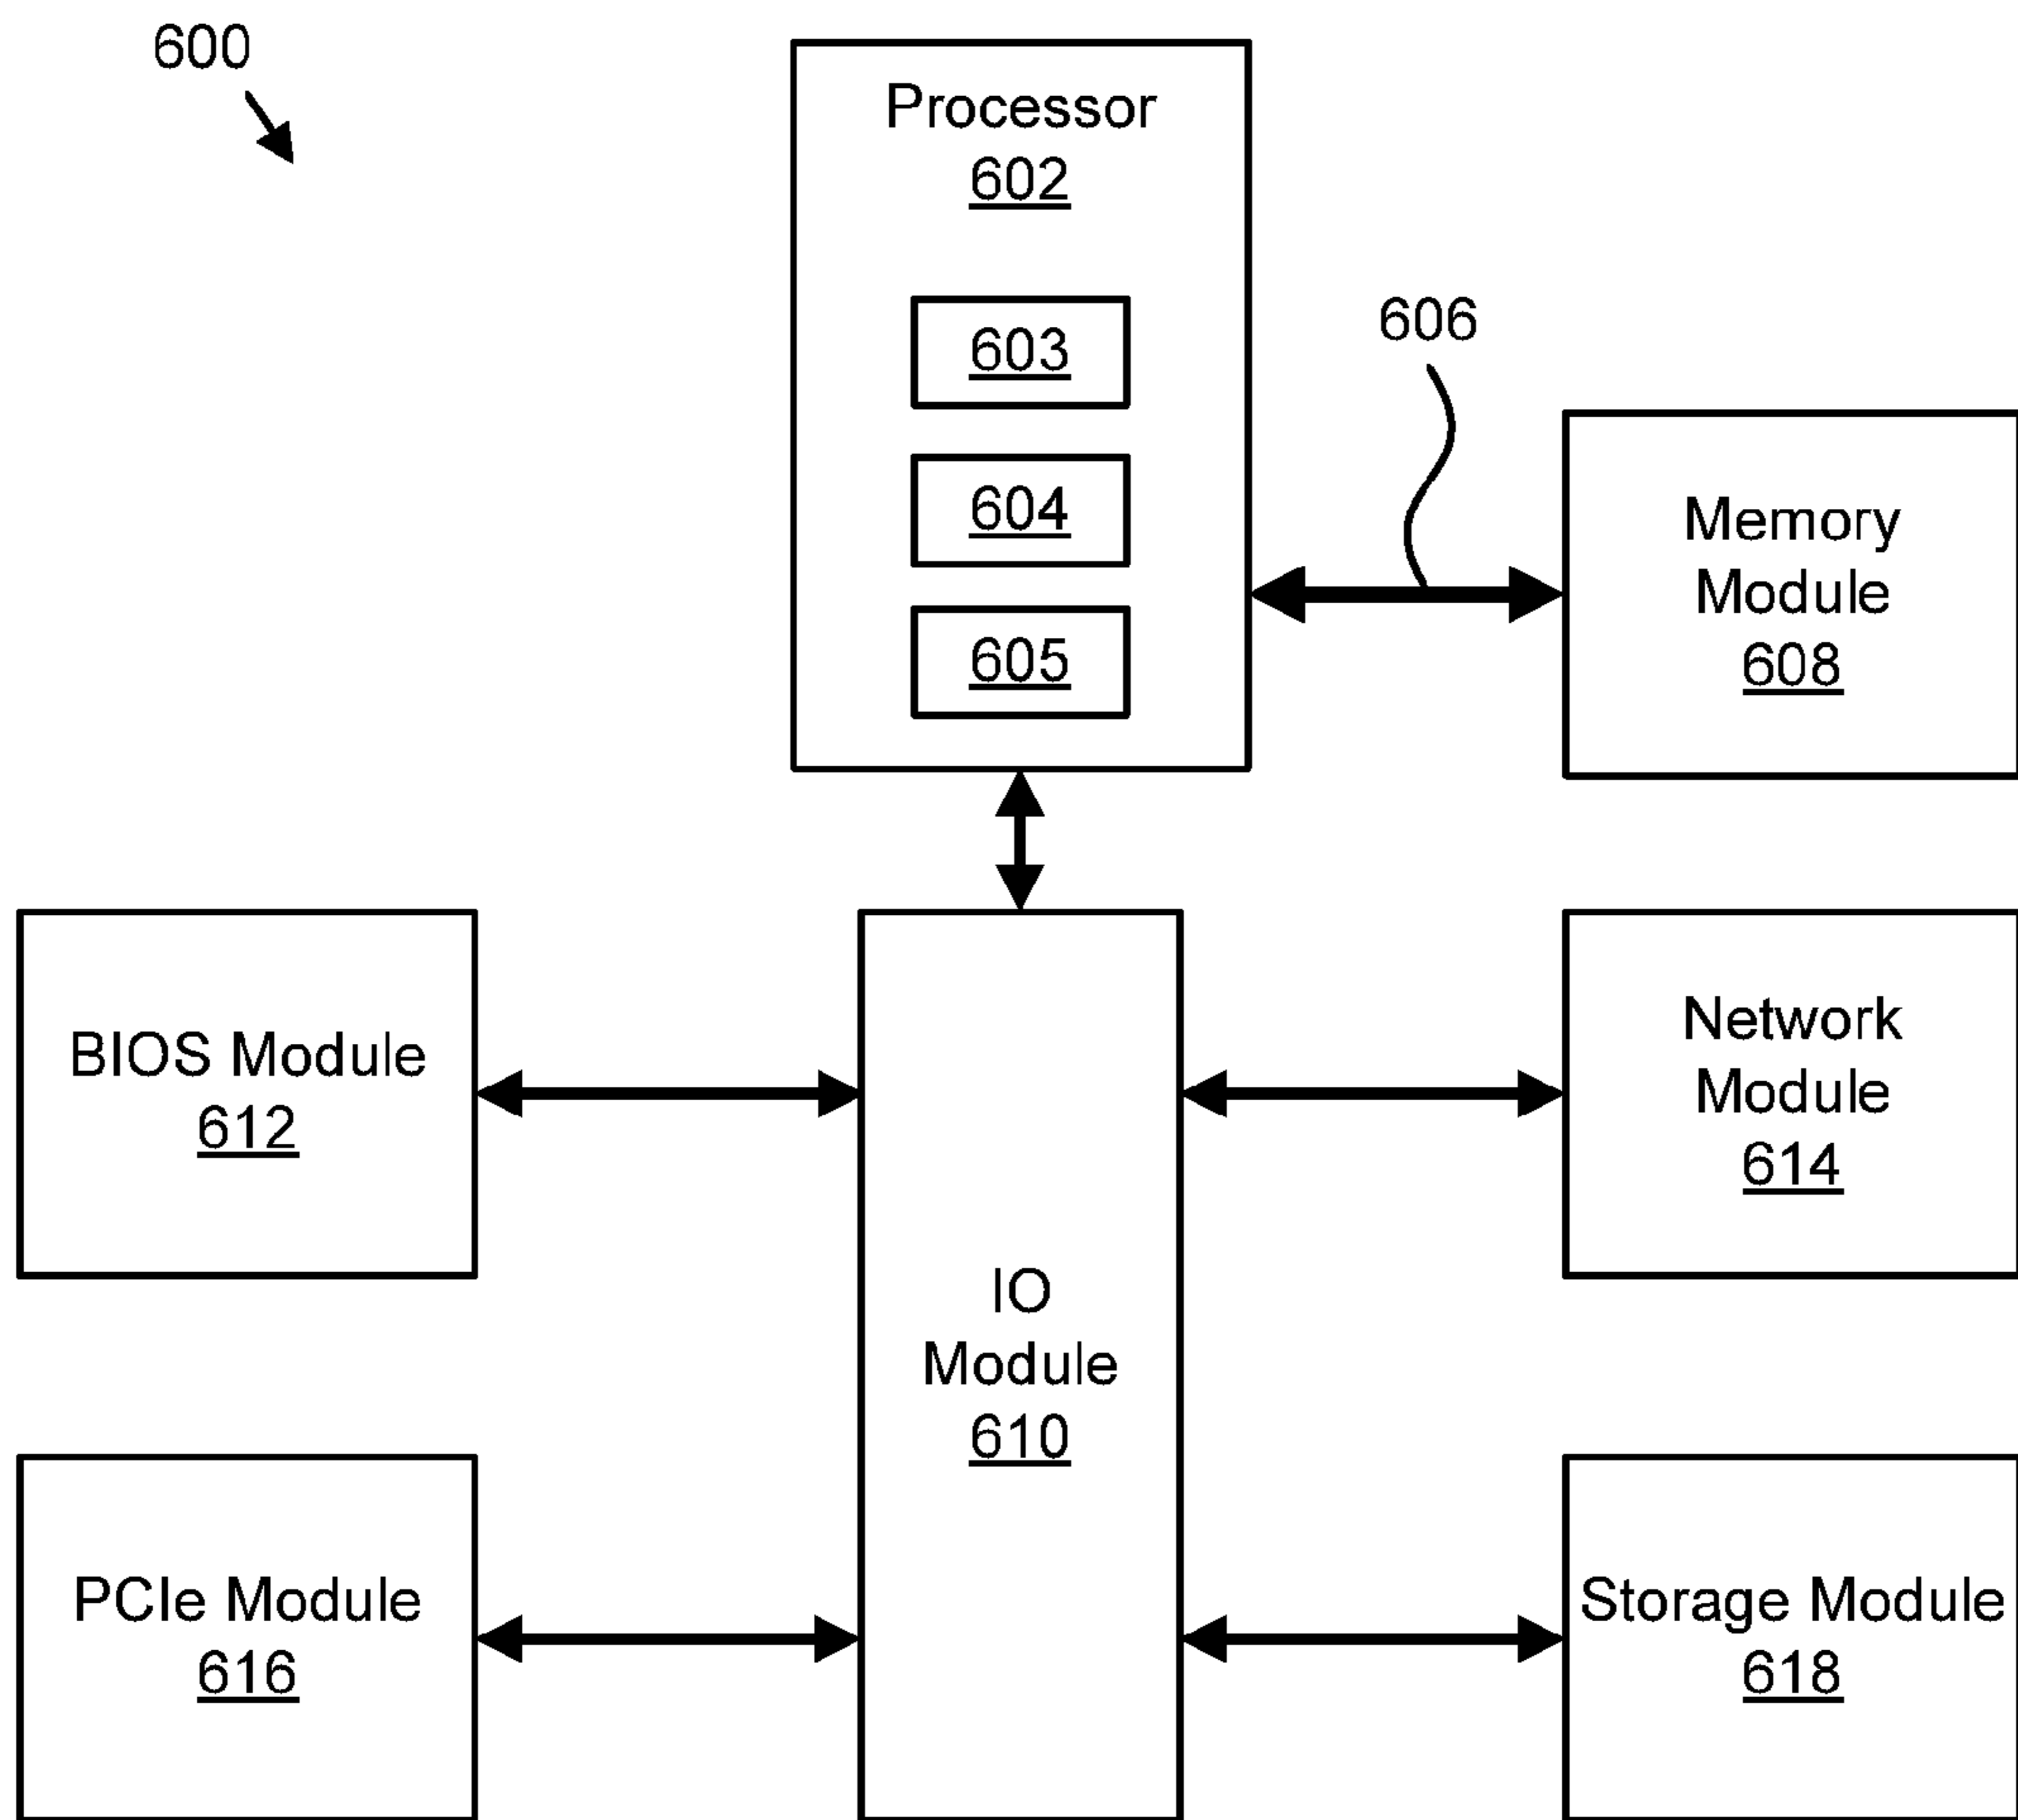 600
Processor
602
603
604
605
606
Memory
Module
608
BIOS Module
612
Network
Module
614
IO
Module
610
PCIe Module
616
Storage Module
618